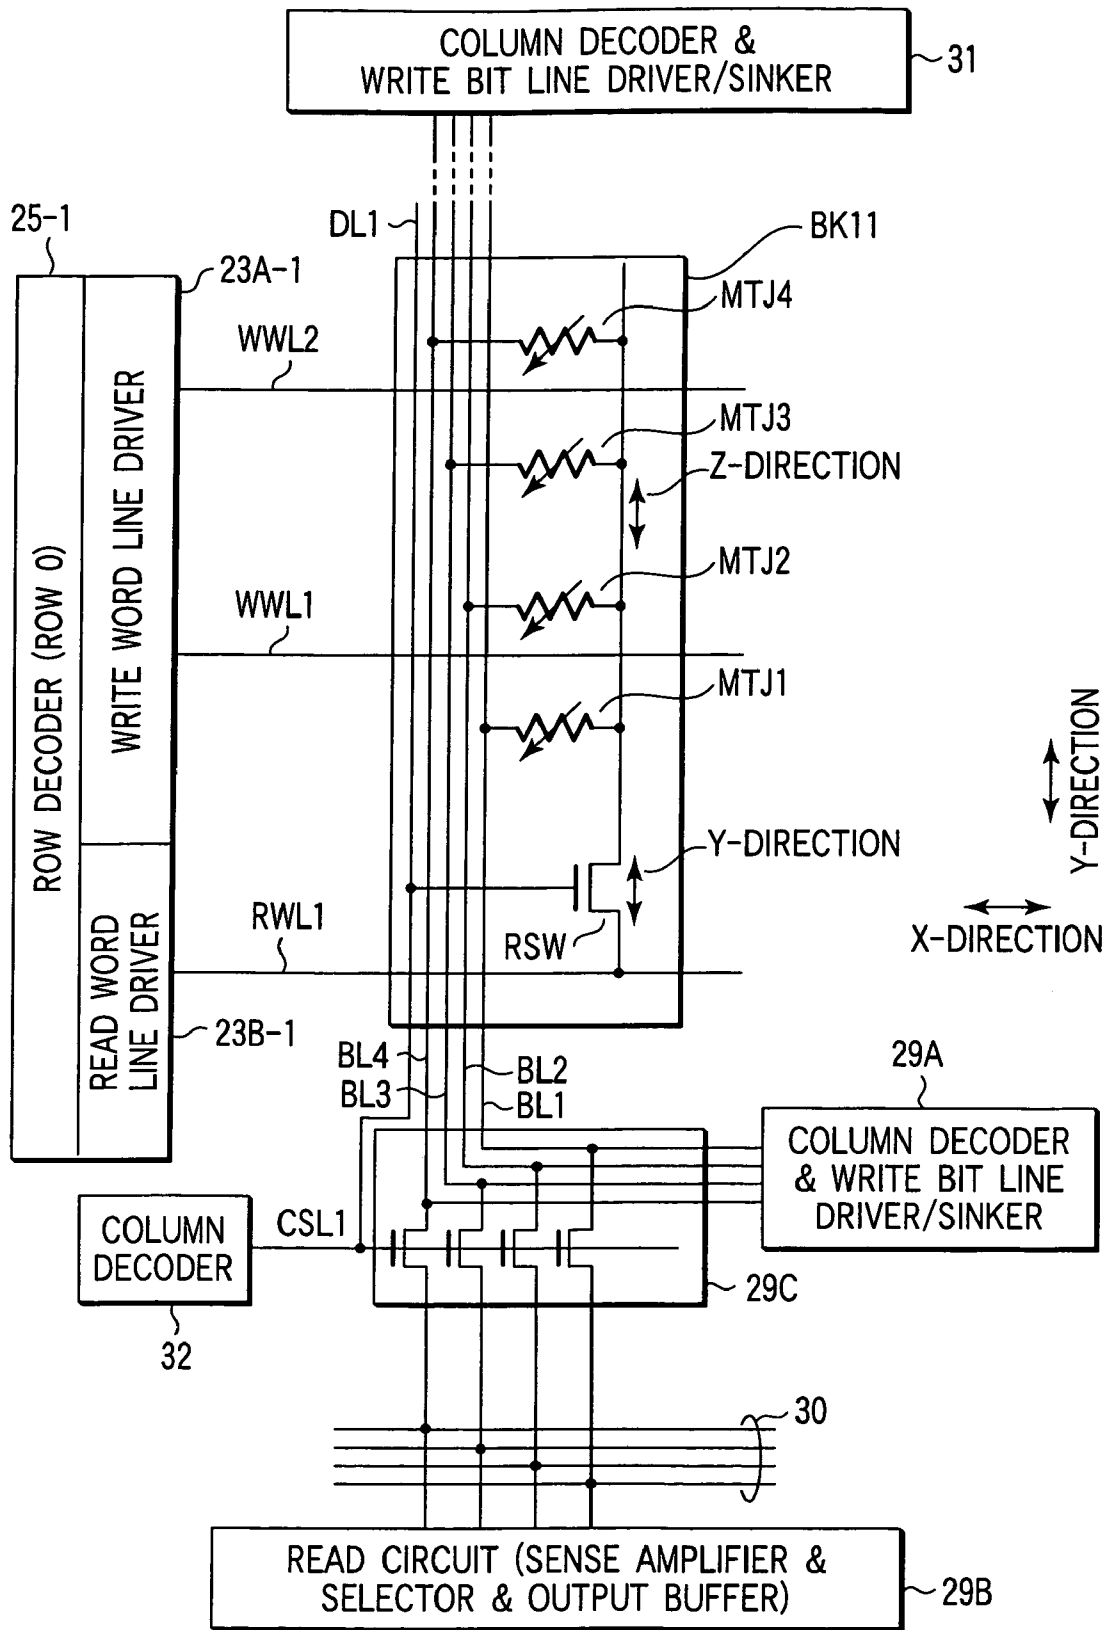 COLUMN DECODER &
WRITE BIT LINE DRIVER/SINKER
31
25-1
DL1
BK11
23A-1
MTJ4
WWL2
MTJ3
Z-DIRECTION
ROW DECODER (ROW 0)
WRITE WORD LINE DRIVER
MTJ2
WWL1
MTJ1
Y-DIRECTION
Y-DIRECTION
X-DIRECTION
RWL1
RSW
READ WORD
LINE DRIVER
23B-1
BL4
BL2
BL3
BL1
29A
COLUMN DECODER
& WRITE BIT LINE
DRIVER/SINKER
COLUMN
DECODER
CSL1
29C
32
30
READ CIRCUIT (SENSE AMPLIFIER &
SELECTOR & OUTPUT BUFFER)
29B